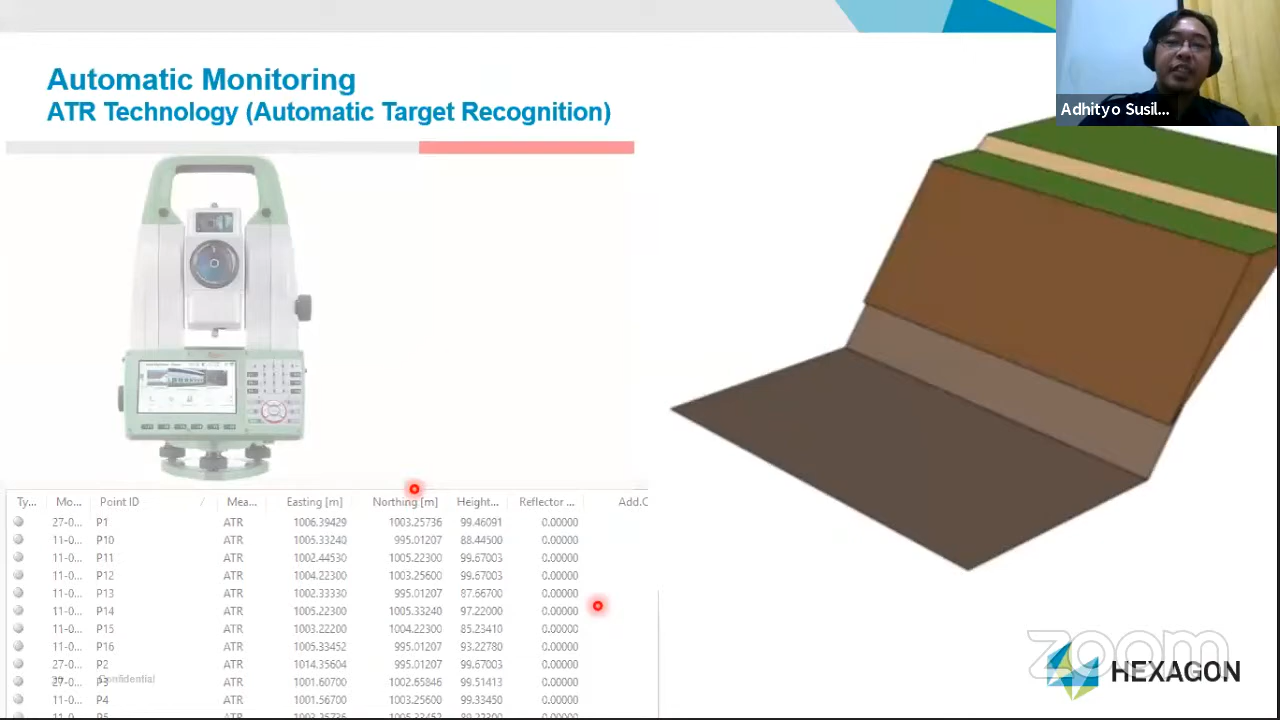 Automatic Monitoring
ATR Technology (Automatic Target Recognition)
Adhityo Susil...
Ty... Mo... Point ID / Mea... Easting [m] Northing [m] Height... Reflector ... Add.C
27-0... P1 ATR 1006.39429 1003.25736 99.46091 0.00000
11-0... P10 ATR 1005.33240 995.01207 88.44500 0.00000
11-0... P11 ATR 1002.44530 1005.22300 99.67003 0.00000
11-0... P12 ATR 1004.22300 1003.25600 99.67003 0.00000
11-0... P13 ATR 1002.33330 995.01207 87.66700 0.00000
11-0... P14 ATR 1005.22300 1005.33240 97.22000 0.00000
11-0... P15 ATR 1003.22200 1004.22300 85.23410 0.00000
11-0... P16 ATR 1005.33452 995.01207 93.22780 0.00000
27-0... P2 ATR 1014.35604 995.01207 99.67003 0.00000
P3 ATR 1001.60700 1002.65846 99.51413 0.00000
Confidential
11-0... P4 ATR 1001.56700 1003.25600 99.33450 0.00000
11-0... P5 ATR
zoom
HEXAGON